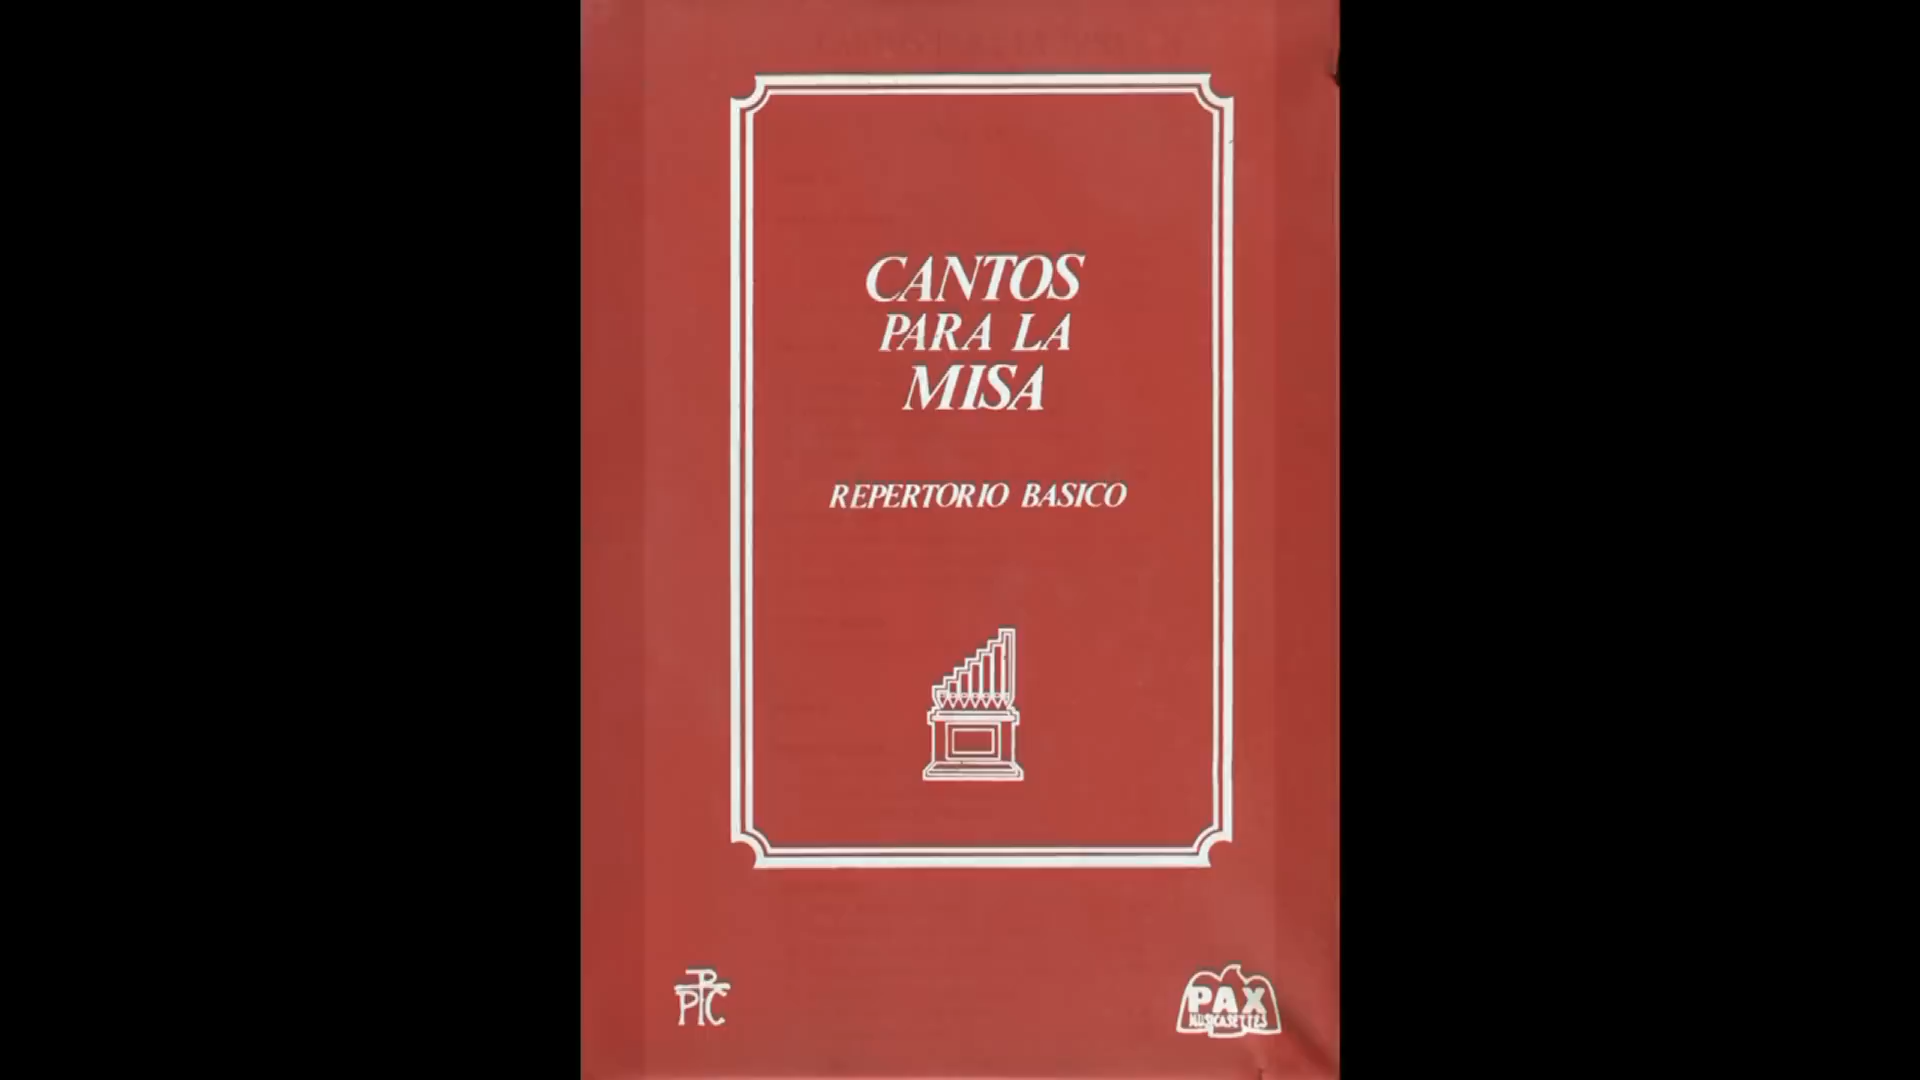 CANTOS
PARA LA
MISA
REPERTORIO BASICO
PPC
PAX
MUSICASETTES